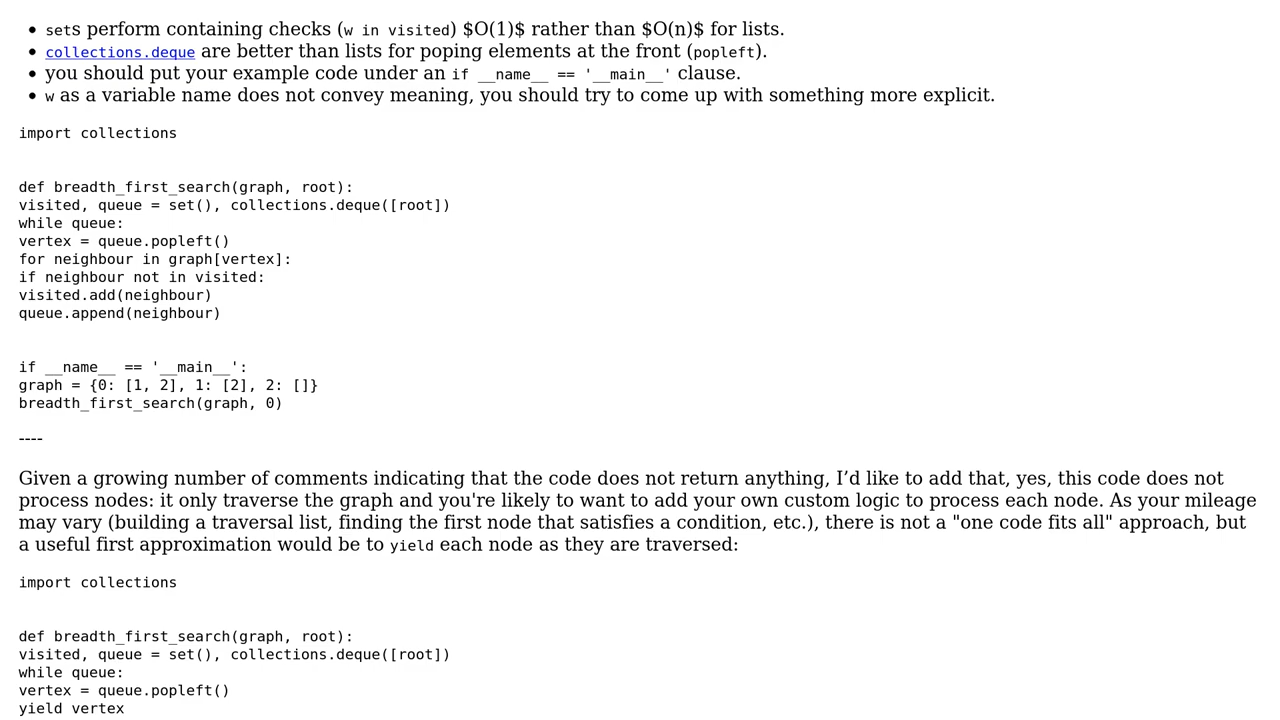 sets perform containing checks (w in visited) $O(1)$ rather than $O(n)$ for lists.
collections.deque are better than lists for poping elements at the front (popleft).
you should put your example code under an if __name__ == '__main__' clause.
w as a variable name does not convey meaning, you should try to come up with something more explicit.
import collections
def breadth_first_search(graph, root):
visited, queue = set(), collections.deque([root])
while queue:
vertex = queue.popleft()
for neighbour in graph[vertex]:
if neighbour not in visited:
visited.add(neighbour)
queue.append(neighbour)
if __name__ == '__main__':
graph = {0: [1, 2], 1: [2], 2: []}
breadth_first_search(graph, 0)
----
Given a growing number of comments indicating that the code does not return anything, I’d like to add that, yes, this code does not
process nodes: it only traverse the graph and you're likely to want to add your own custom logic to process each node. As your mileage
may vary (building a traversal list, finding the first node that satisfies a condition, etc.), there is not a "one code fits all" approach, but
a useful first approximation would be to yield each node as they are traversed:
import collections
def breadth_first_search(graph, root):
visited, queue = set(), collections.deque([root])
while queue:
vertex = queue.popleft()
yield vertex